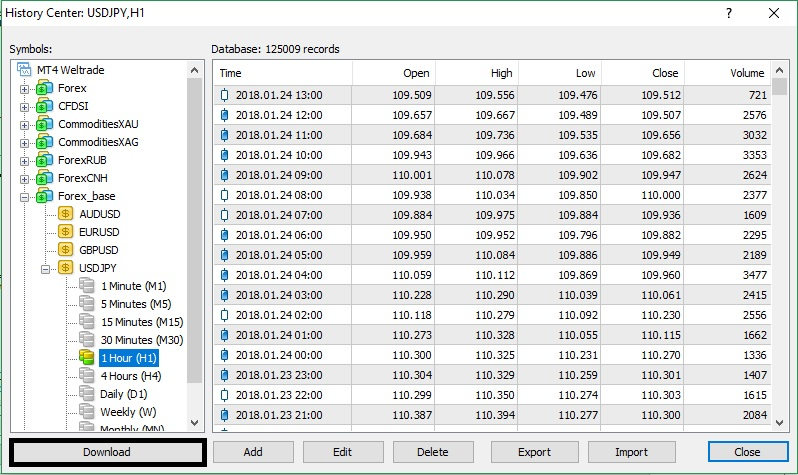 History Center: USDJPY,H1
Symbols:
Database: 125009 records
MT4 Weltrade
Forex
CFDSI
CommoditiesXAU
CommoditiesXAG
ForexRUB
ForexCNH
Forex_base
AUDUSD
EURUSD
GBPUSD
USDJPY
1 Minute (M1)
5 Minutes (M5)
15 Minutes (M15)
30 Minutes (M30)
1 Hour (H1)
4 Hours (H4)
Daily (D1)
Weekly (W)
Monthly (MN)
Time Open High Low Close Volume
2018.01.24 13:00 109.509 109.556 109.476 109.512 721
2018.01.24 12:00 109.657 109.667 109.489 109.507 2576
2018.01.24 11:00 109.684 109.736 109.535 109.656 3032
2018.01.24 10:00 109.943 109.966 109.636 109.682 3353
2018.01.24 09:00 110.001 110.078 109.902 109.947 2624
2018.01.24 08:00 109.938 110.034 109.850 110.000 2377
2018.01.24 07:00 109.884 109.975 109.884 109.936 1609
2018.01.24 06:00 109.950 109.952 109.796 109.882 2295
2018.01.24 05:00 109.959 110.084 109.886 109.949 2189
2018.01.24 04:00 110.059 110.112 109.869 109.960 3477
2018.01.24 03:00 110.228 110.290 110.039 110.061 2415
2018.01.24 02:00 110.118 110.279 110.092 110.230 2556
2018.01.24 01:00 110.273 110.328 110.055 110.115 1662
2018.01.24 00:00 110.300 110.325 110.231 110.270 1336
2018.01.23 23:00 110.304 110.329 110.259 110.301 1407
2018.01.23 22:00 110.299 110.350 110.274 110.303 1615
2018.01.23 21:00 110.387 110.394 110.277 110.300 2084
Download Add Edit Delete Export Import Close